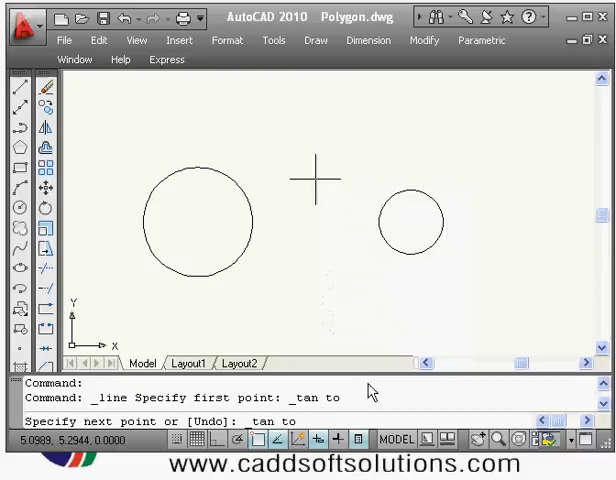 AutoCAD 2010 Polygon.dwg
File Edit View Insert Format Tools Draw Dimension Modify Parametric
Window Help Express
Y
X
Model Layout1 Layout2
Command:
Command: _line Specify first point: _tan to
Specify next point or [Undo]: _tan to
5.0989, 5.2944, 0.0000 MODEL
www.caddsoftsolutions.com